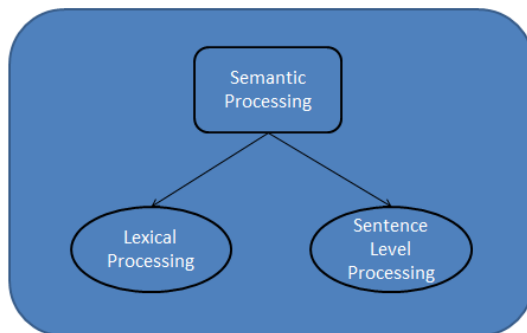 Semantic
Processing
Lexical
Processing
Sentence
Level
Processing